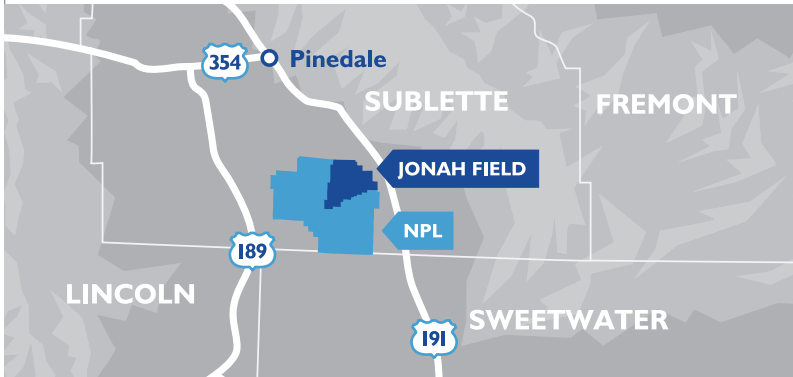 354
Pinedale
SUBLETTE
FREMONT
JONAH FIELD
NPL
189
LINCOLN
SWEETWATER
191